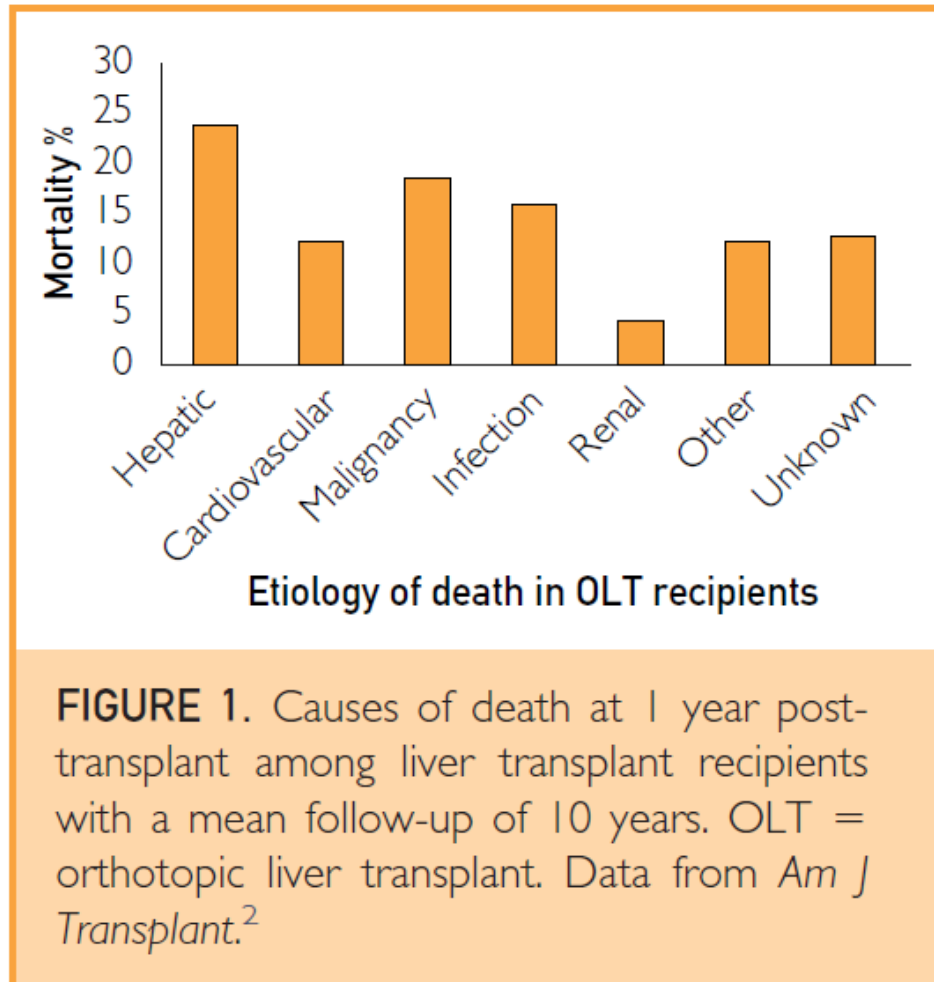 30
25
20
15
10
5
0
Mortality %
Hepatic
Cardiovascular
Malignancy
Infection
Renal
Other
Unknown
Etiology of death in OLT recipients
FIGURE 1. Causes of death at 1 year post-
transplant among liver transplant recipients
with a mean follow-up of 10 years. OLT =
orthotopic liver transplant. Data from Am J
Transplant.²